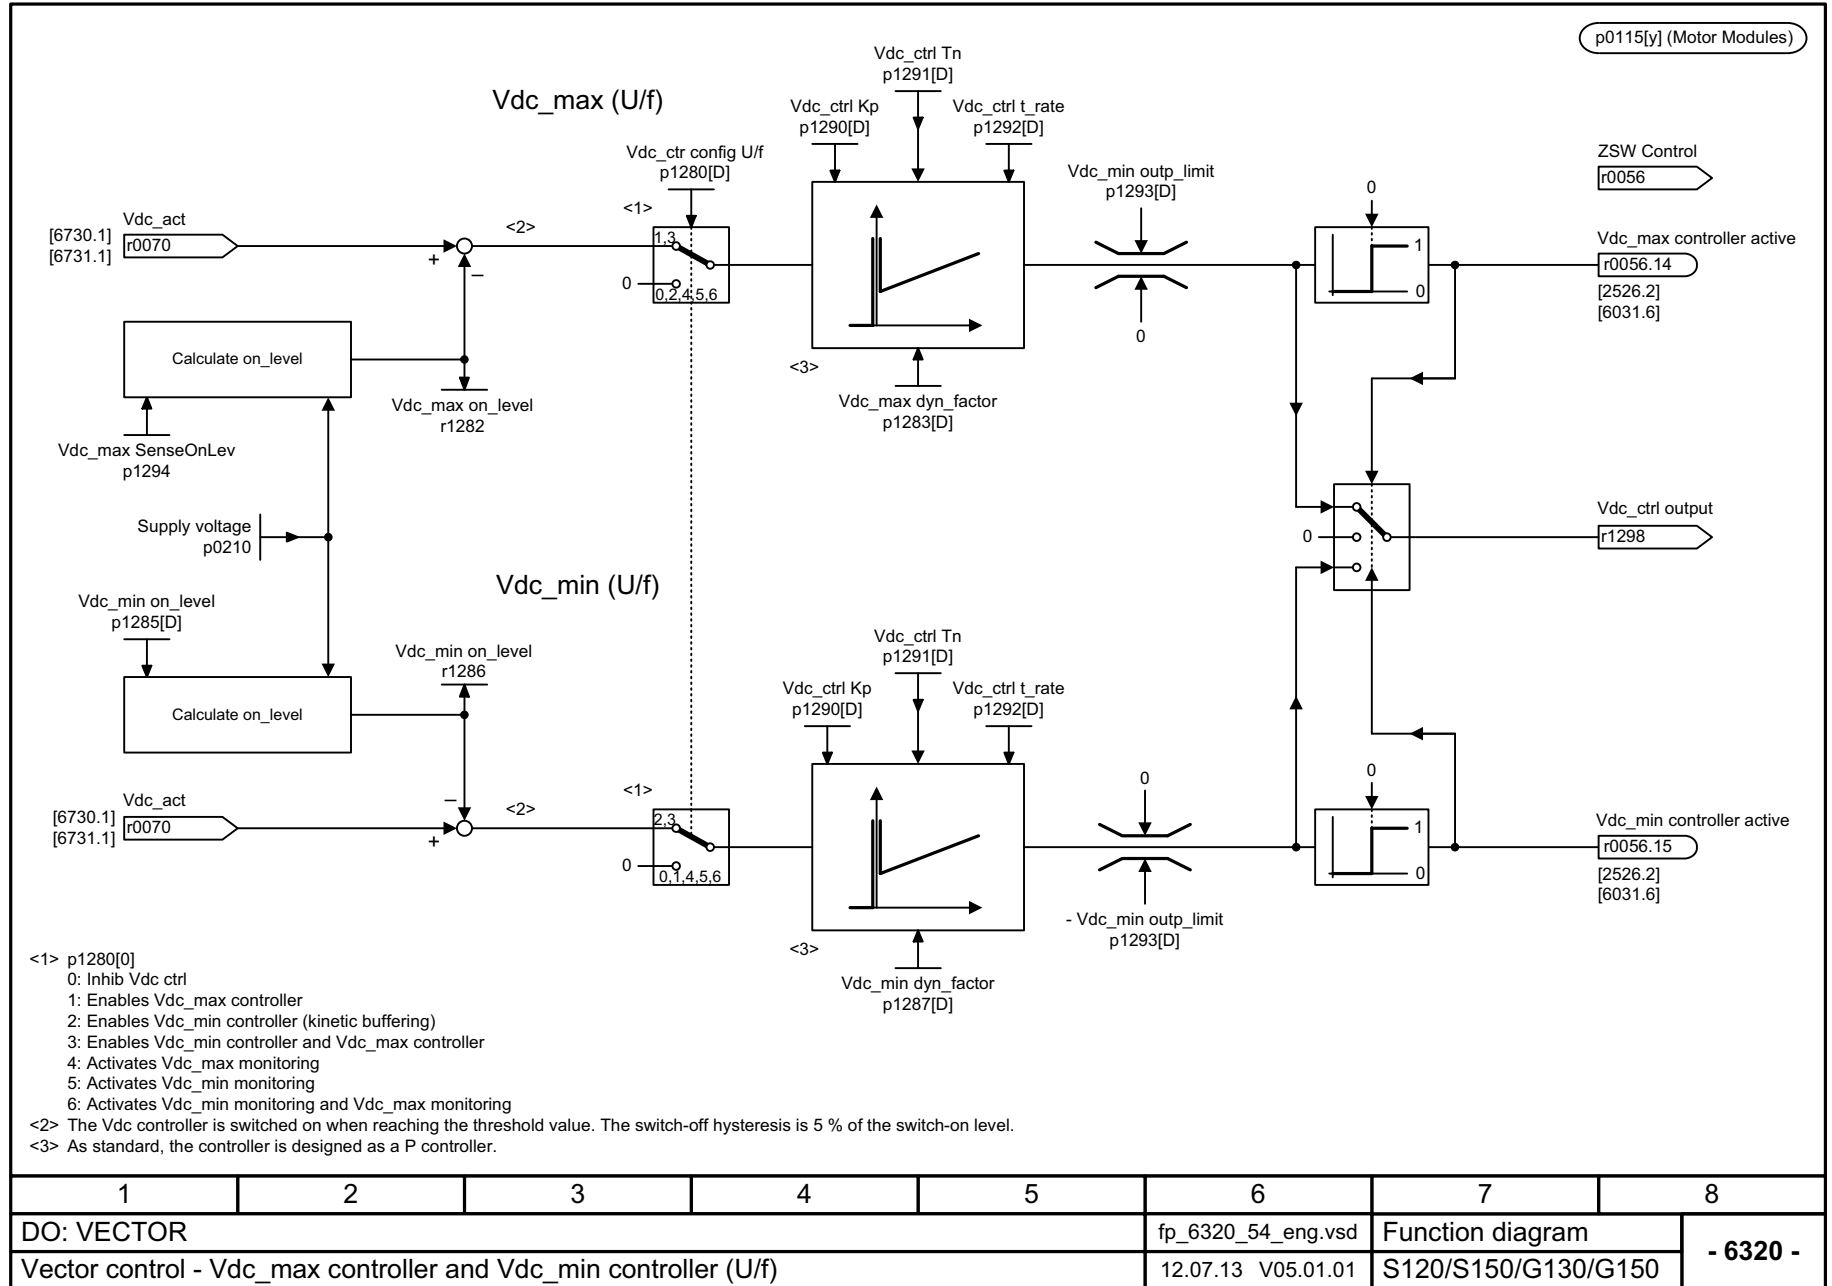 p0115[y] (Motor Modules)
Vdc_max (U/f)
Vdc_ctrl Tn
p1291[D]
Vdc_ctrl Kp
p1290[D]
Vdc_ctrl t_rate
p1292[D]
Vdc_ctr config U/f
p1280[D]
Vdc_min outp_limit
p1293[D]
ZSW Control
r0056
<1>
<2>
0
Vdc_act
[6730.1]
[6731.1]
r0070
+
–
1,3
0
0,2,4,5,6
1
0
Vdc_max controller active
r0056.14
[2526.2]
[6031.6]
0
Calculate on_level
<3>
Vdc_max on_level
r1282
Vdc_max dyn_factor
p1283[D]
Vdc_max SenseOnLev
p1294
Supply voltage
p0210
0
Vdc_ctrl output
r1298
Vdc_min (U/f)
Vdc_min on_level
p1285[D]
Vdc_min on_level
r1286
Calculate on_level
Vdc_ctrl Tn
p1291[D]
Vdc_ctrl Kp
p1290[D]
Vdc_ctrl t_rate
p1292[D]
0
0
<1>
<2>
Vdc_act
[6730.1]
[6731.1]
r0070
+
–
2,3
0
0,1,4,5,6
1
0
Vdc_min controller active
r0056.15
[2526.2]
[6031.6]
- Vdc_min outp_limit
p1293[D]
<3>
Vdc_min dyn_factor
p1287[D]
<1> p1280[0]
0: Inhib Vdc ctrl
1: Enables Vdc_max controller
2: Enables Vdc_min controller (kinetic buffering)
3: Enables Vdc_min controller and Vdc_max controller
4: Activates Vdc_max monitoring
5: Activates Vdc_min monitoring
6: Activates Vdc_min monitoring and Vdc_max monitoring
<2> The Vdc controller is switched on when reaching the threshold value. The switch-off hysteresis is 5 % of the switch-on level.
<3> As standard, the controller is designed as a P controller.
1 2 3 4 5 6 7 8
DO: VECTOR
fp_6320_54_eng.vsd
Function diagram
- 6320 -
Vector control - Vdc_max controller and Vdc_min controller (U/f)
12.07.13 V05.01.01
S120/S150/G130/G150